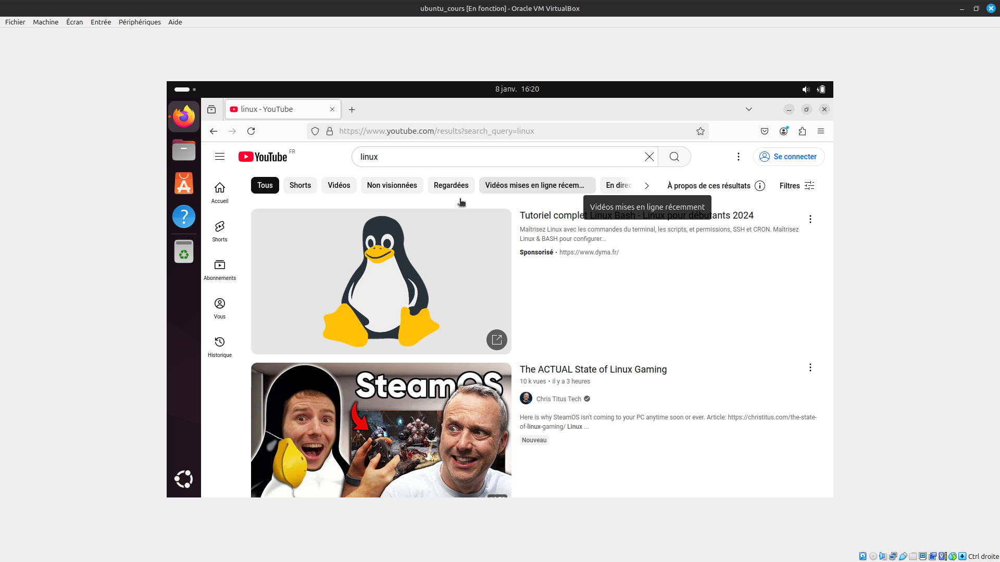 ubuntu_cours [En fonction] - Oracle VM VirtualBox
Fichier Machine Écran Entrée Périphériques Aide
8 janv. 16:20
linux - YouTube
https://www.youtube.com/results?search_query=linux
YouTube FR
linux
Se connecter
Tous Shorts Vidéos Non visionnées Regardées Vidéos mises en ligne récem... En direc
À propos de ces résultats
Filtres
Vidéos mises en ligne récemment
Accueil
Shorts
Abonnements
Vous
Historique
Tutoriel complet Linux Bash - Linux pour débutants 2024
Maîtrisez Linux avec les commandes du terminal, les scripts, et permissions, SSH et CRON. Maîtrisez
Linux & BASH pour configurer...
Sponsorisé · https://www.dyma.fr/
SteamOS
The ACTUAL State of Linux Gaming
10 k vues • il y a 3 heures
Chris Titus Tech
Here is why SteamOS isn't coming to your PC anytime soon or ever. Article: https://christitus.com/the-state-
of-linux-gaming/ Linux ...
Nouveau
Ctrl droite